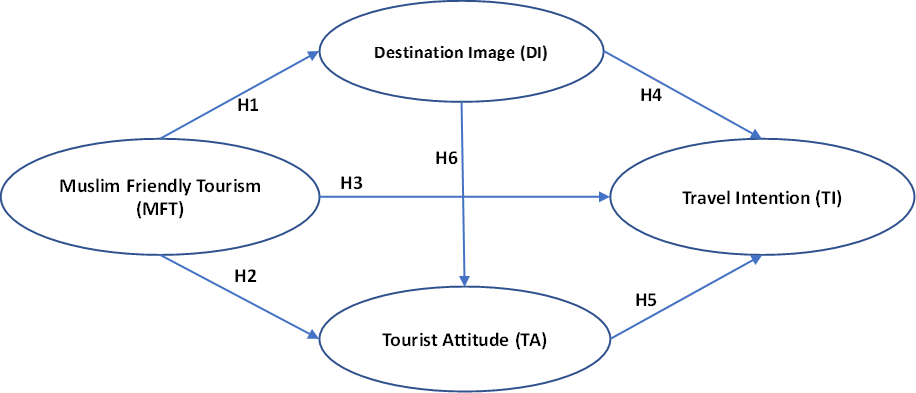 Destination Image (DI)
H1
H4
H6
Muslim Friendly Tourism
(MFT)
H3
Travel Intention (TI)
H2
H5
Tourist Attitude (TA)